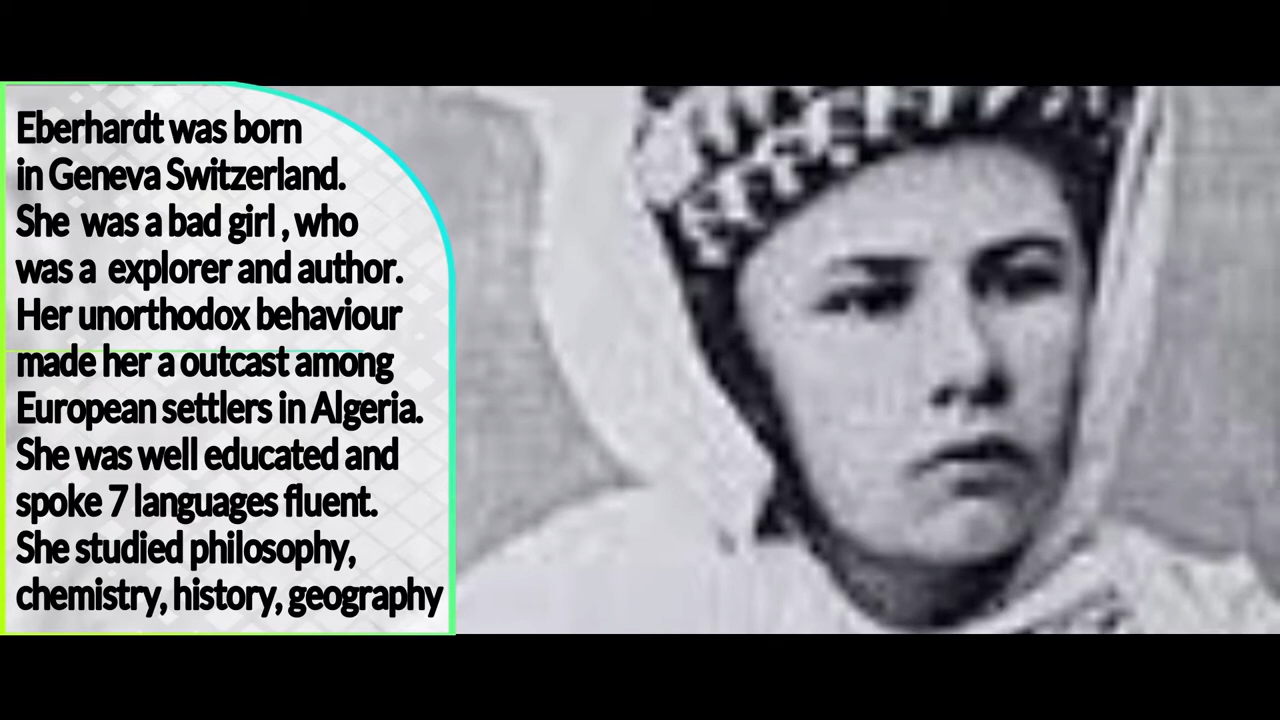 Eberhardt was born
in Geneva Switzerland.
She was a bad girl , who
was a explorer and author.
Her unorthodox behaviour
made her a outcast among
European settlers in Algeria.
She was well educated and
spoke 7 languages fluent.
She studied philosophy,
chemistry, history, geography